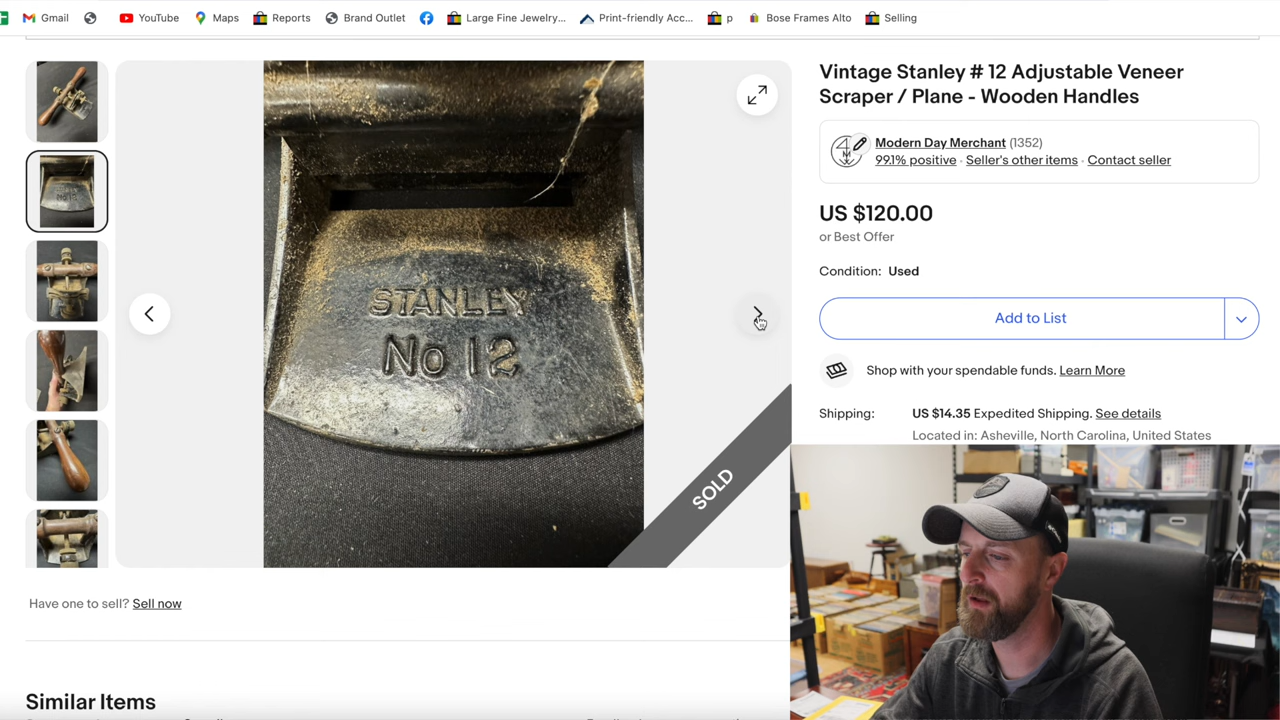 Gmail
YouTube
Maps
Reports
Brand Outlet
Large Fine Jewelry...
Print-friendly Acc...
p
Bose Frames Alto
Selling
Vintage Stanley # 12 Adjustable Veneer
Scraper / Plane - Wooden Handles
Modern Day Merchant (1352)
99.1% positive · Seller's other items · Contact seller
US $120.00
or Best Offer
Condition: Used
Add to List
Shop with your spendable funds. Learn More
Shipping: US $14.35 Expedited Shipping. See details
Located in: Asheville, North Carolina, United States
STANLEY
No 12
SOLD
Have one to sell? Sell now
Similar Items